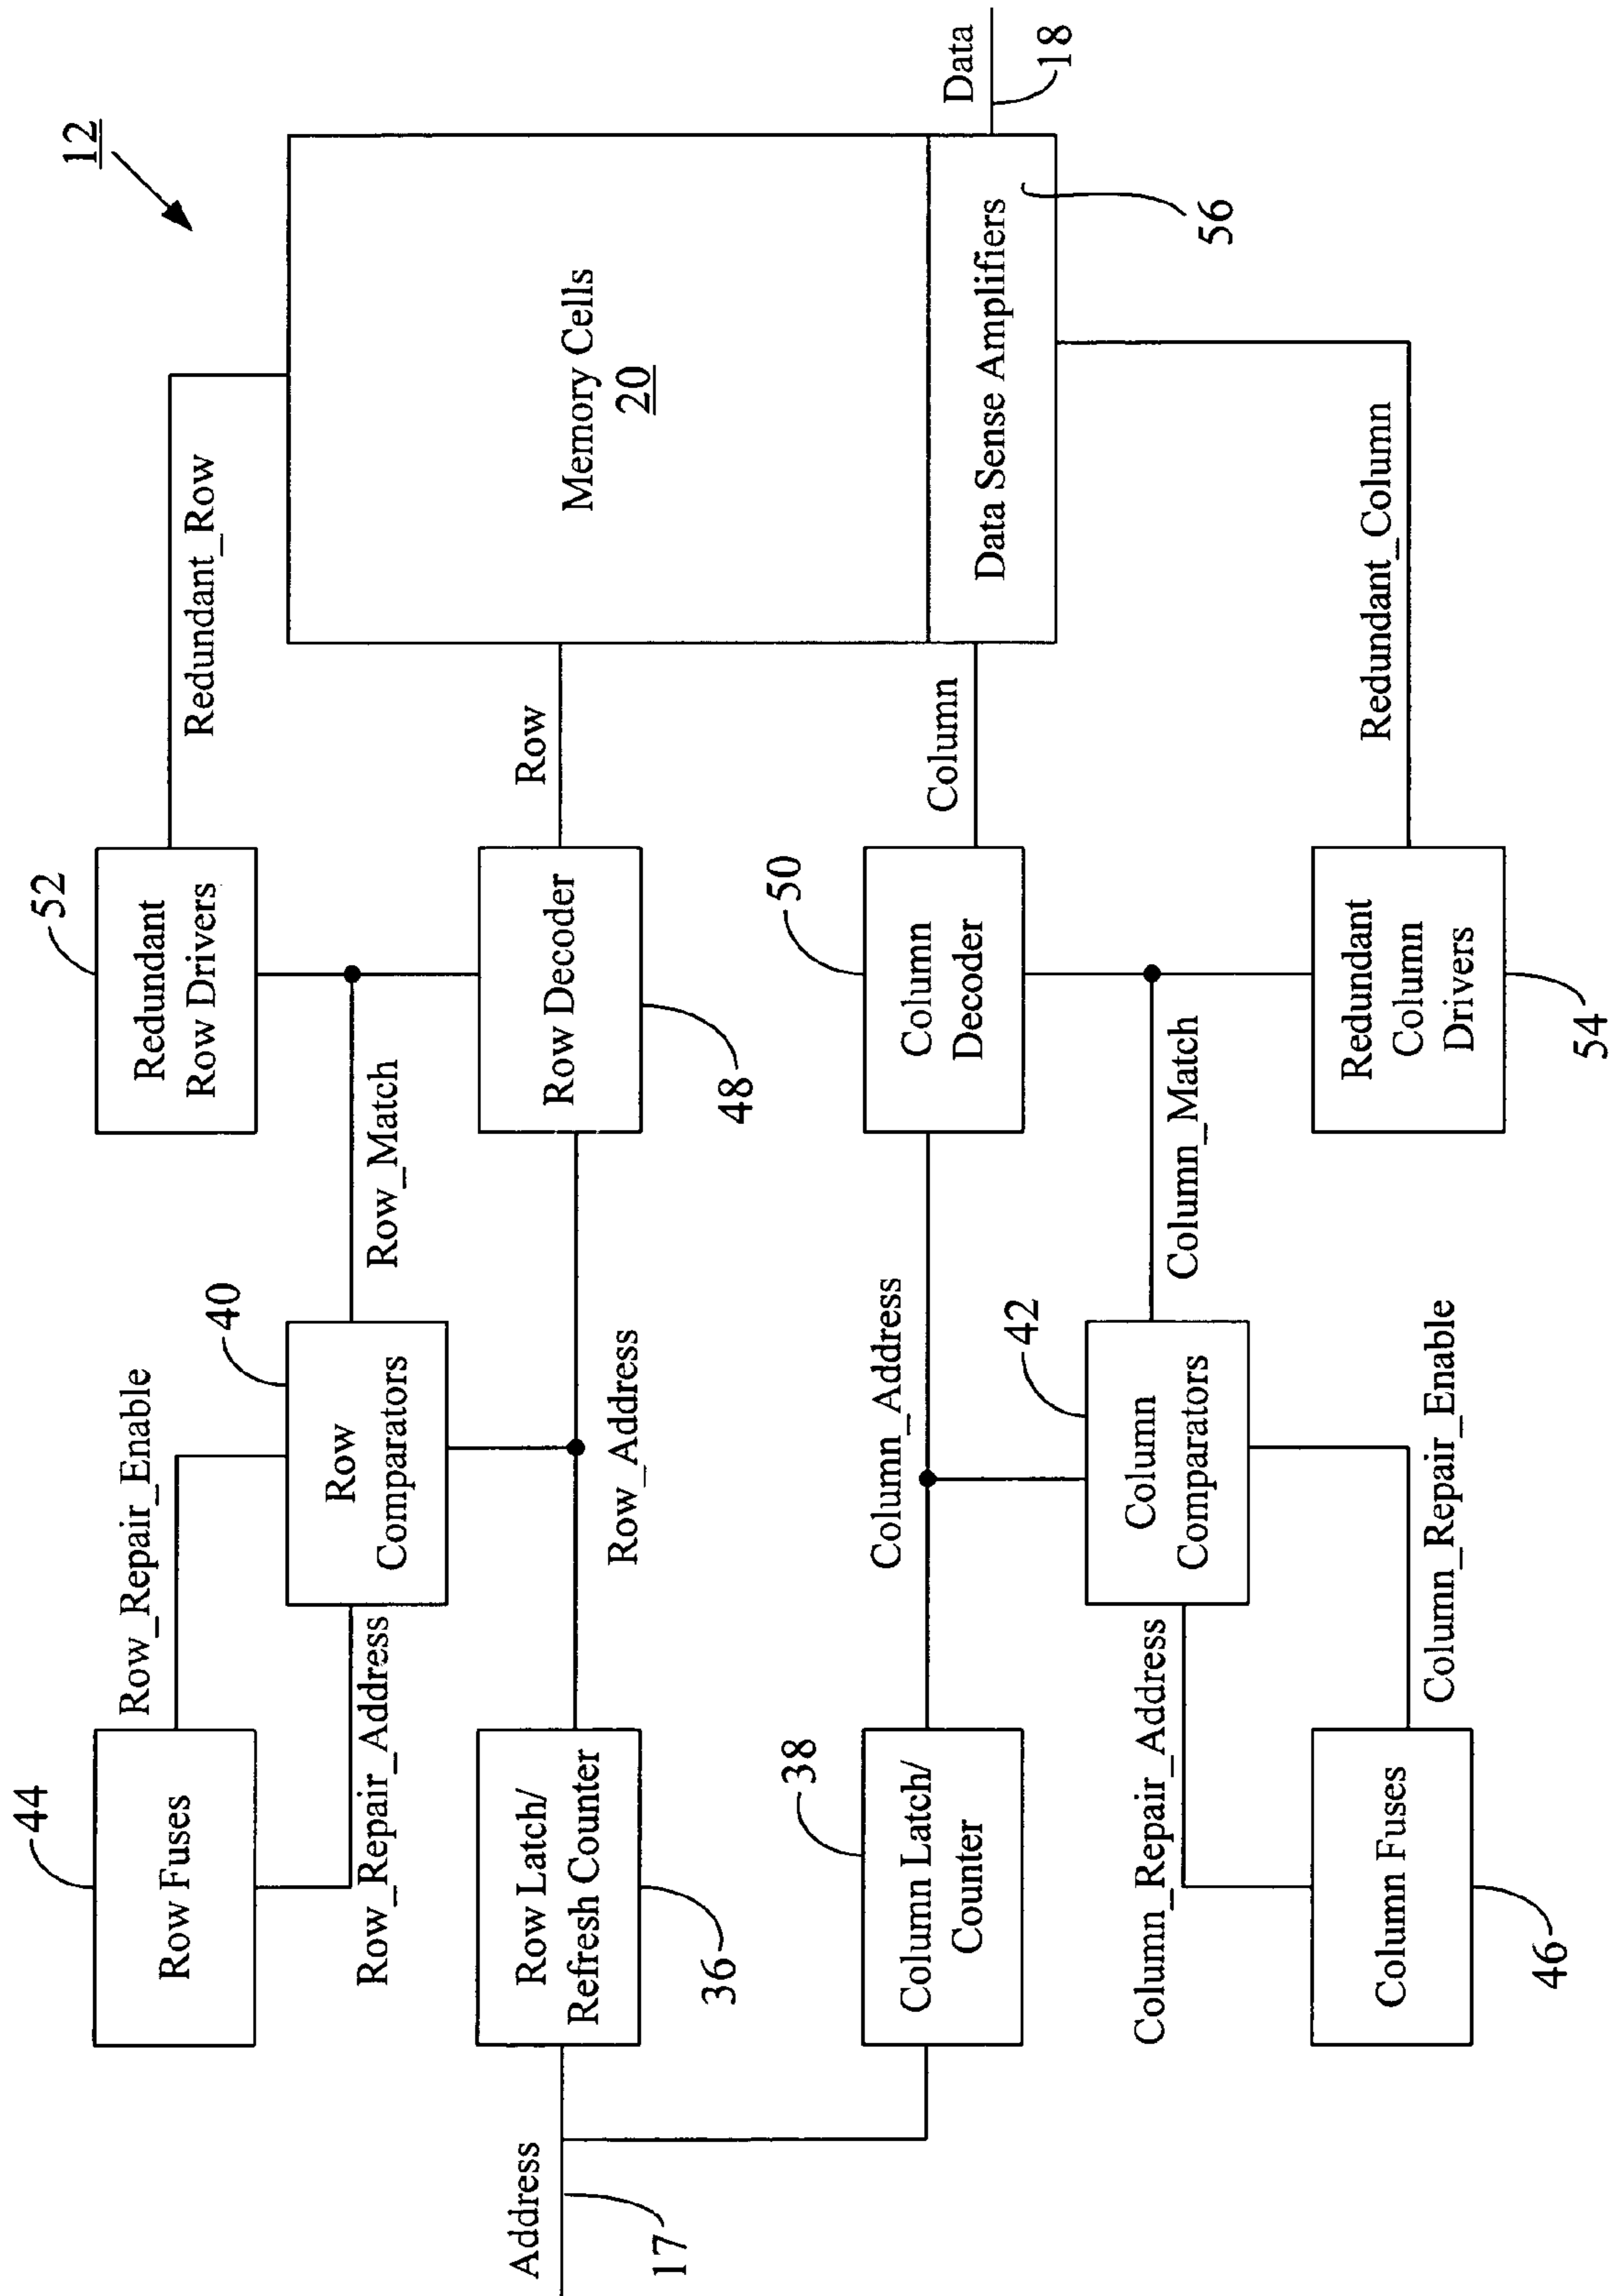 12
44
Row Fuses
Row_Repair_Enable
Row_Repair_Address
40
Row
Comparators
Row_Match
52
Redundant
Row Drivers
Redundant_Row
Address
17
Row Latch/
Refresh Counter
36
Row_Address
Row Decoder
48
Row
Memory Cells
20
38
Column Latch/
Counter
Column_Address
50
Column
Decoder
Column
Data Sense Amplifiers
56
Data
18
Column_Repair_Address
42
Column
Comparators
Column_Match
Column Fuses
46
Column_Repair_Enable
Redundant
Column
Drivers
54
Redundant_Column